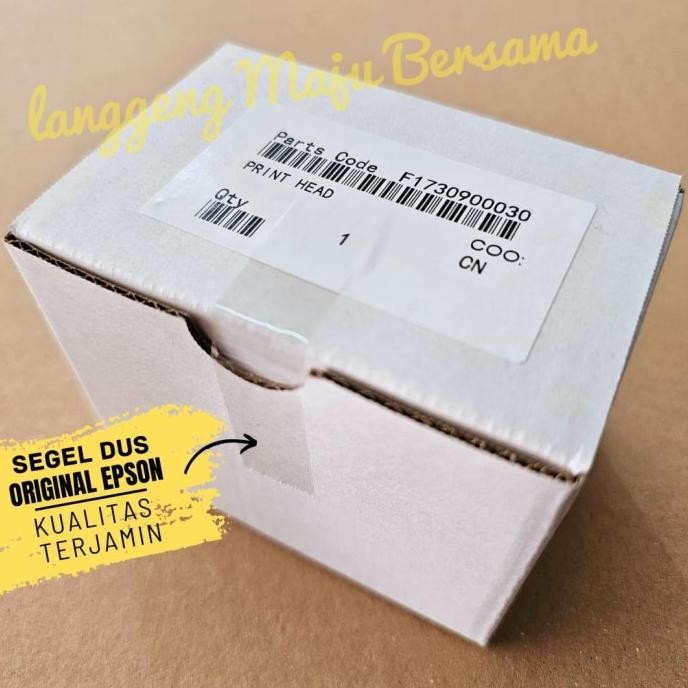 langgeng Maju Bersama
Parts Code F1730900030
PRINT HEAD
Qty 1 COO:
CN
SEGEL DUS
ORIGINAL EPSON
KUALITAS
TERJAMIN